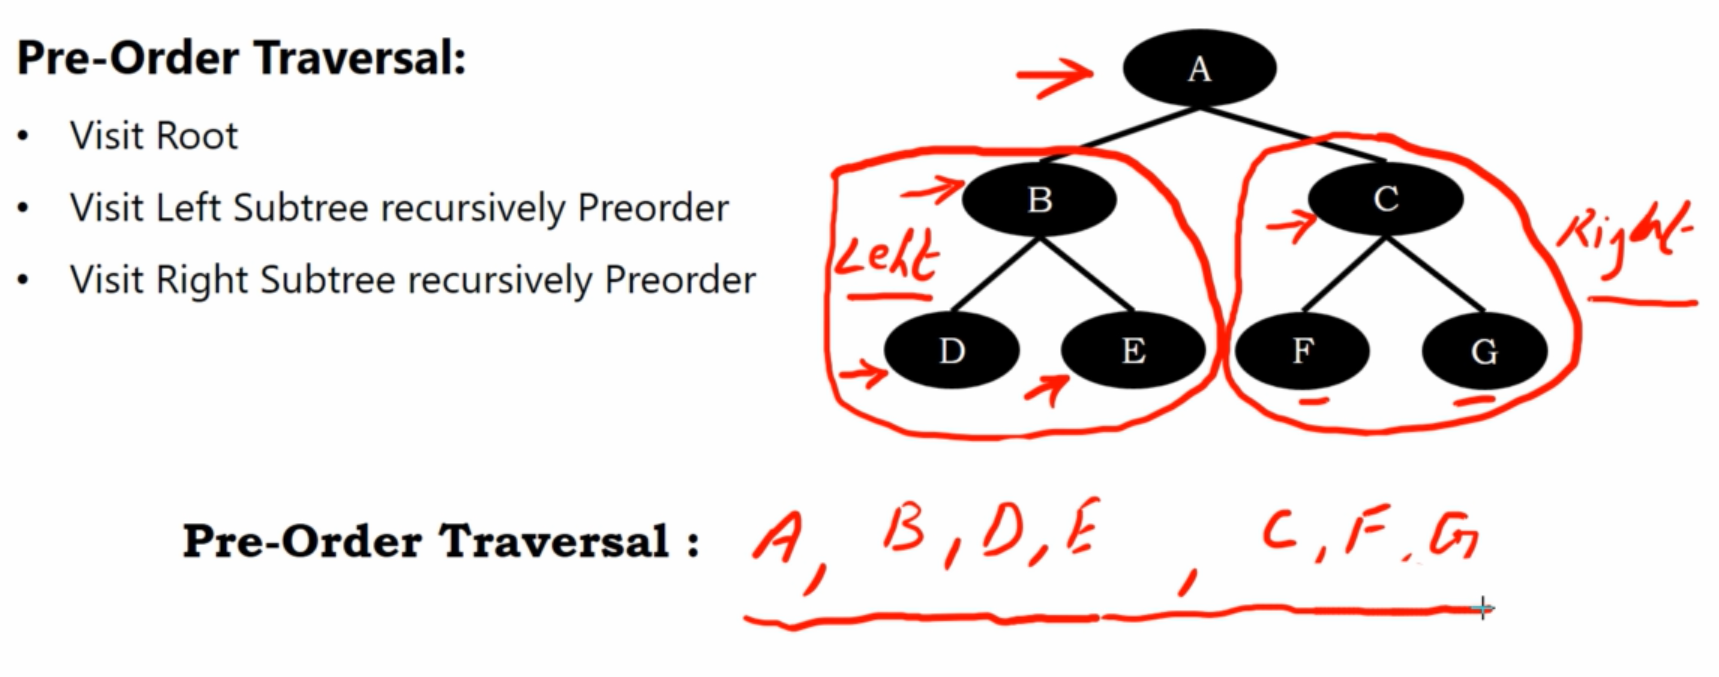 Pre-Order Traversal:
• Visit Root
• Visit Left Subtree recursively Preorder
• Visit Right Subtree recursively Preorder
A
B
C
Left
Right
D
E
F
G
Pre-Order Traversal : A, B, D, E , C, F, G